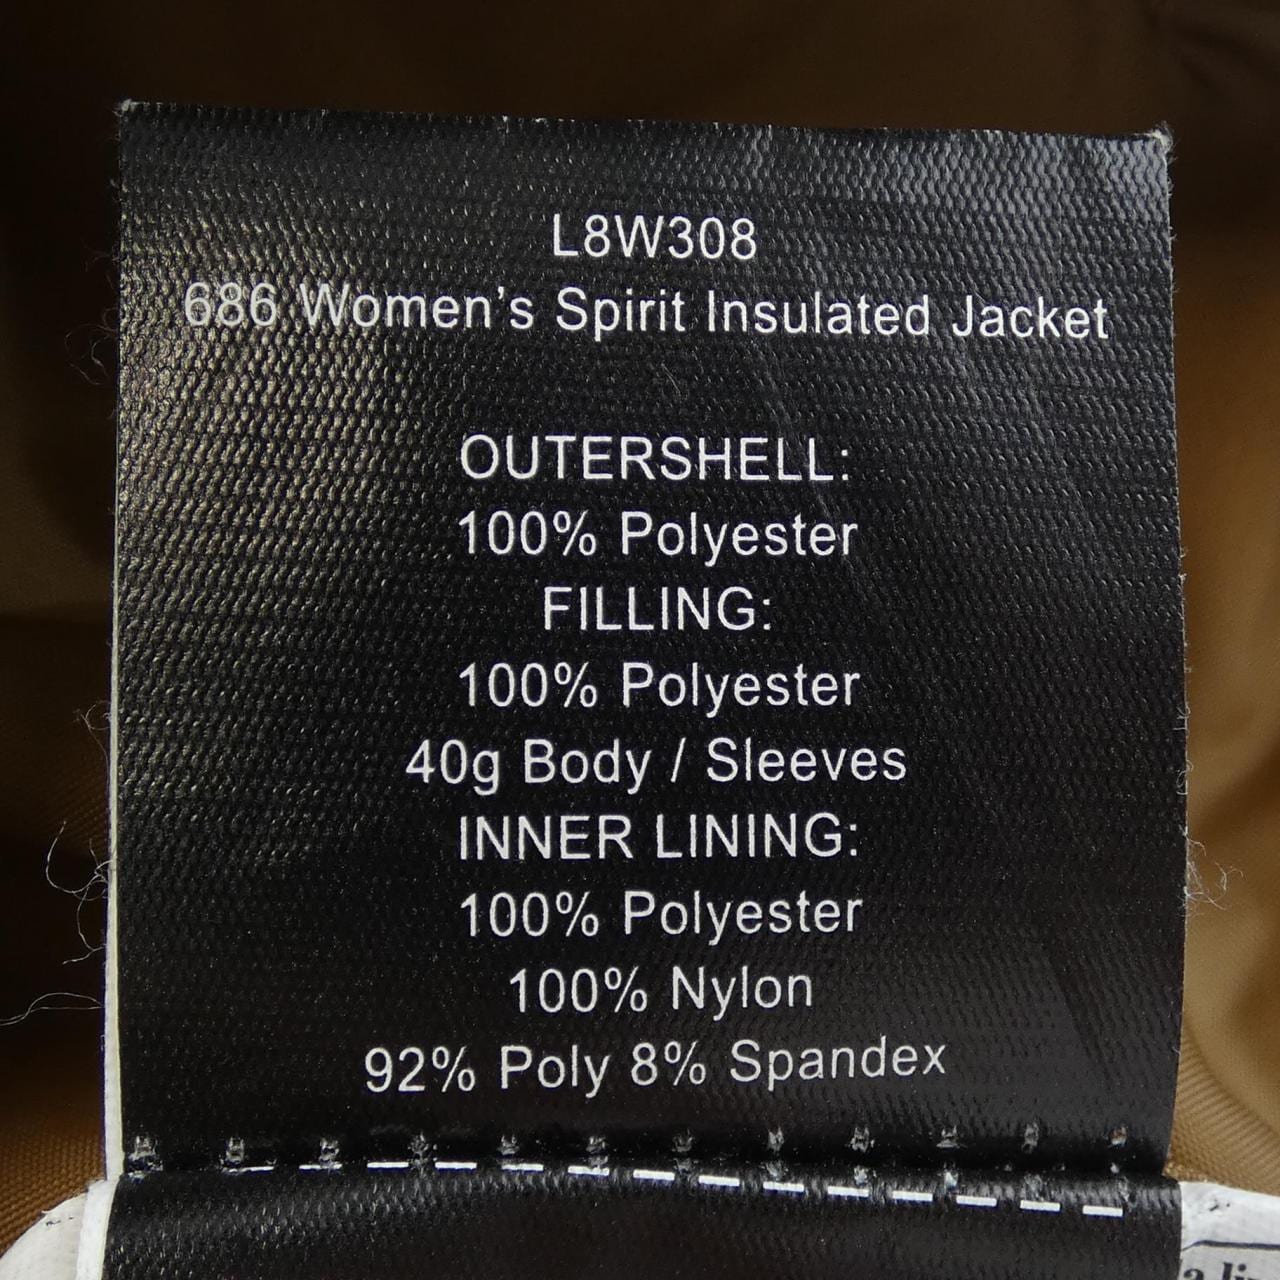 L8W308
686 Women's Spirit Insulated Jacket
OUTERSHELL:
100% Polyester
FILLING:
100% Polyester
40g Body / Sleeves
INNER LINING:
100% Polyester
100% Nylon
92% Poly 8% Spandex